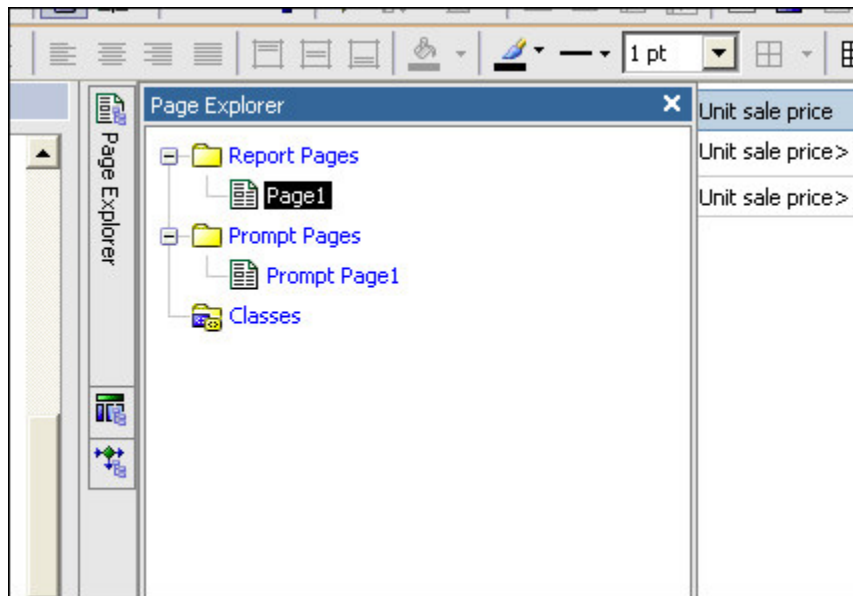 1 pt
Page Explorer
Page Explorer
Unit sale price
Report Pages
Unit sale price>
Page1
Unit sale price>
Prompt Pages
Prompt Page1
Classes